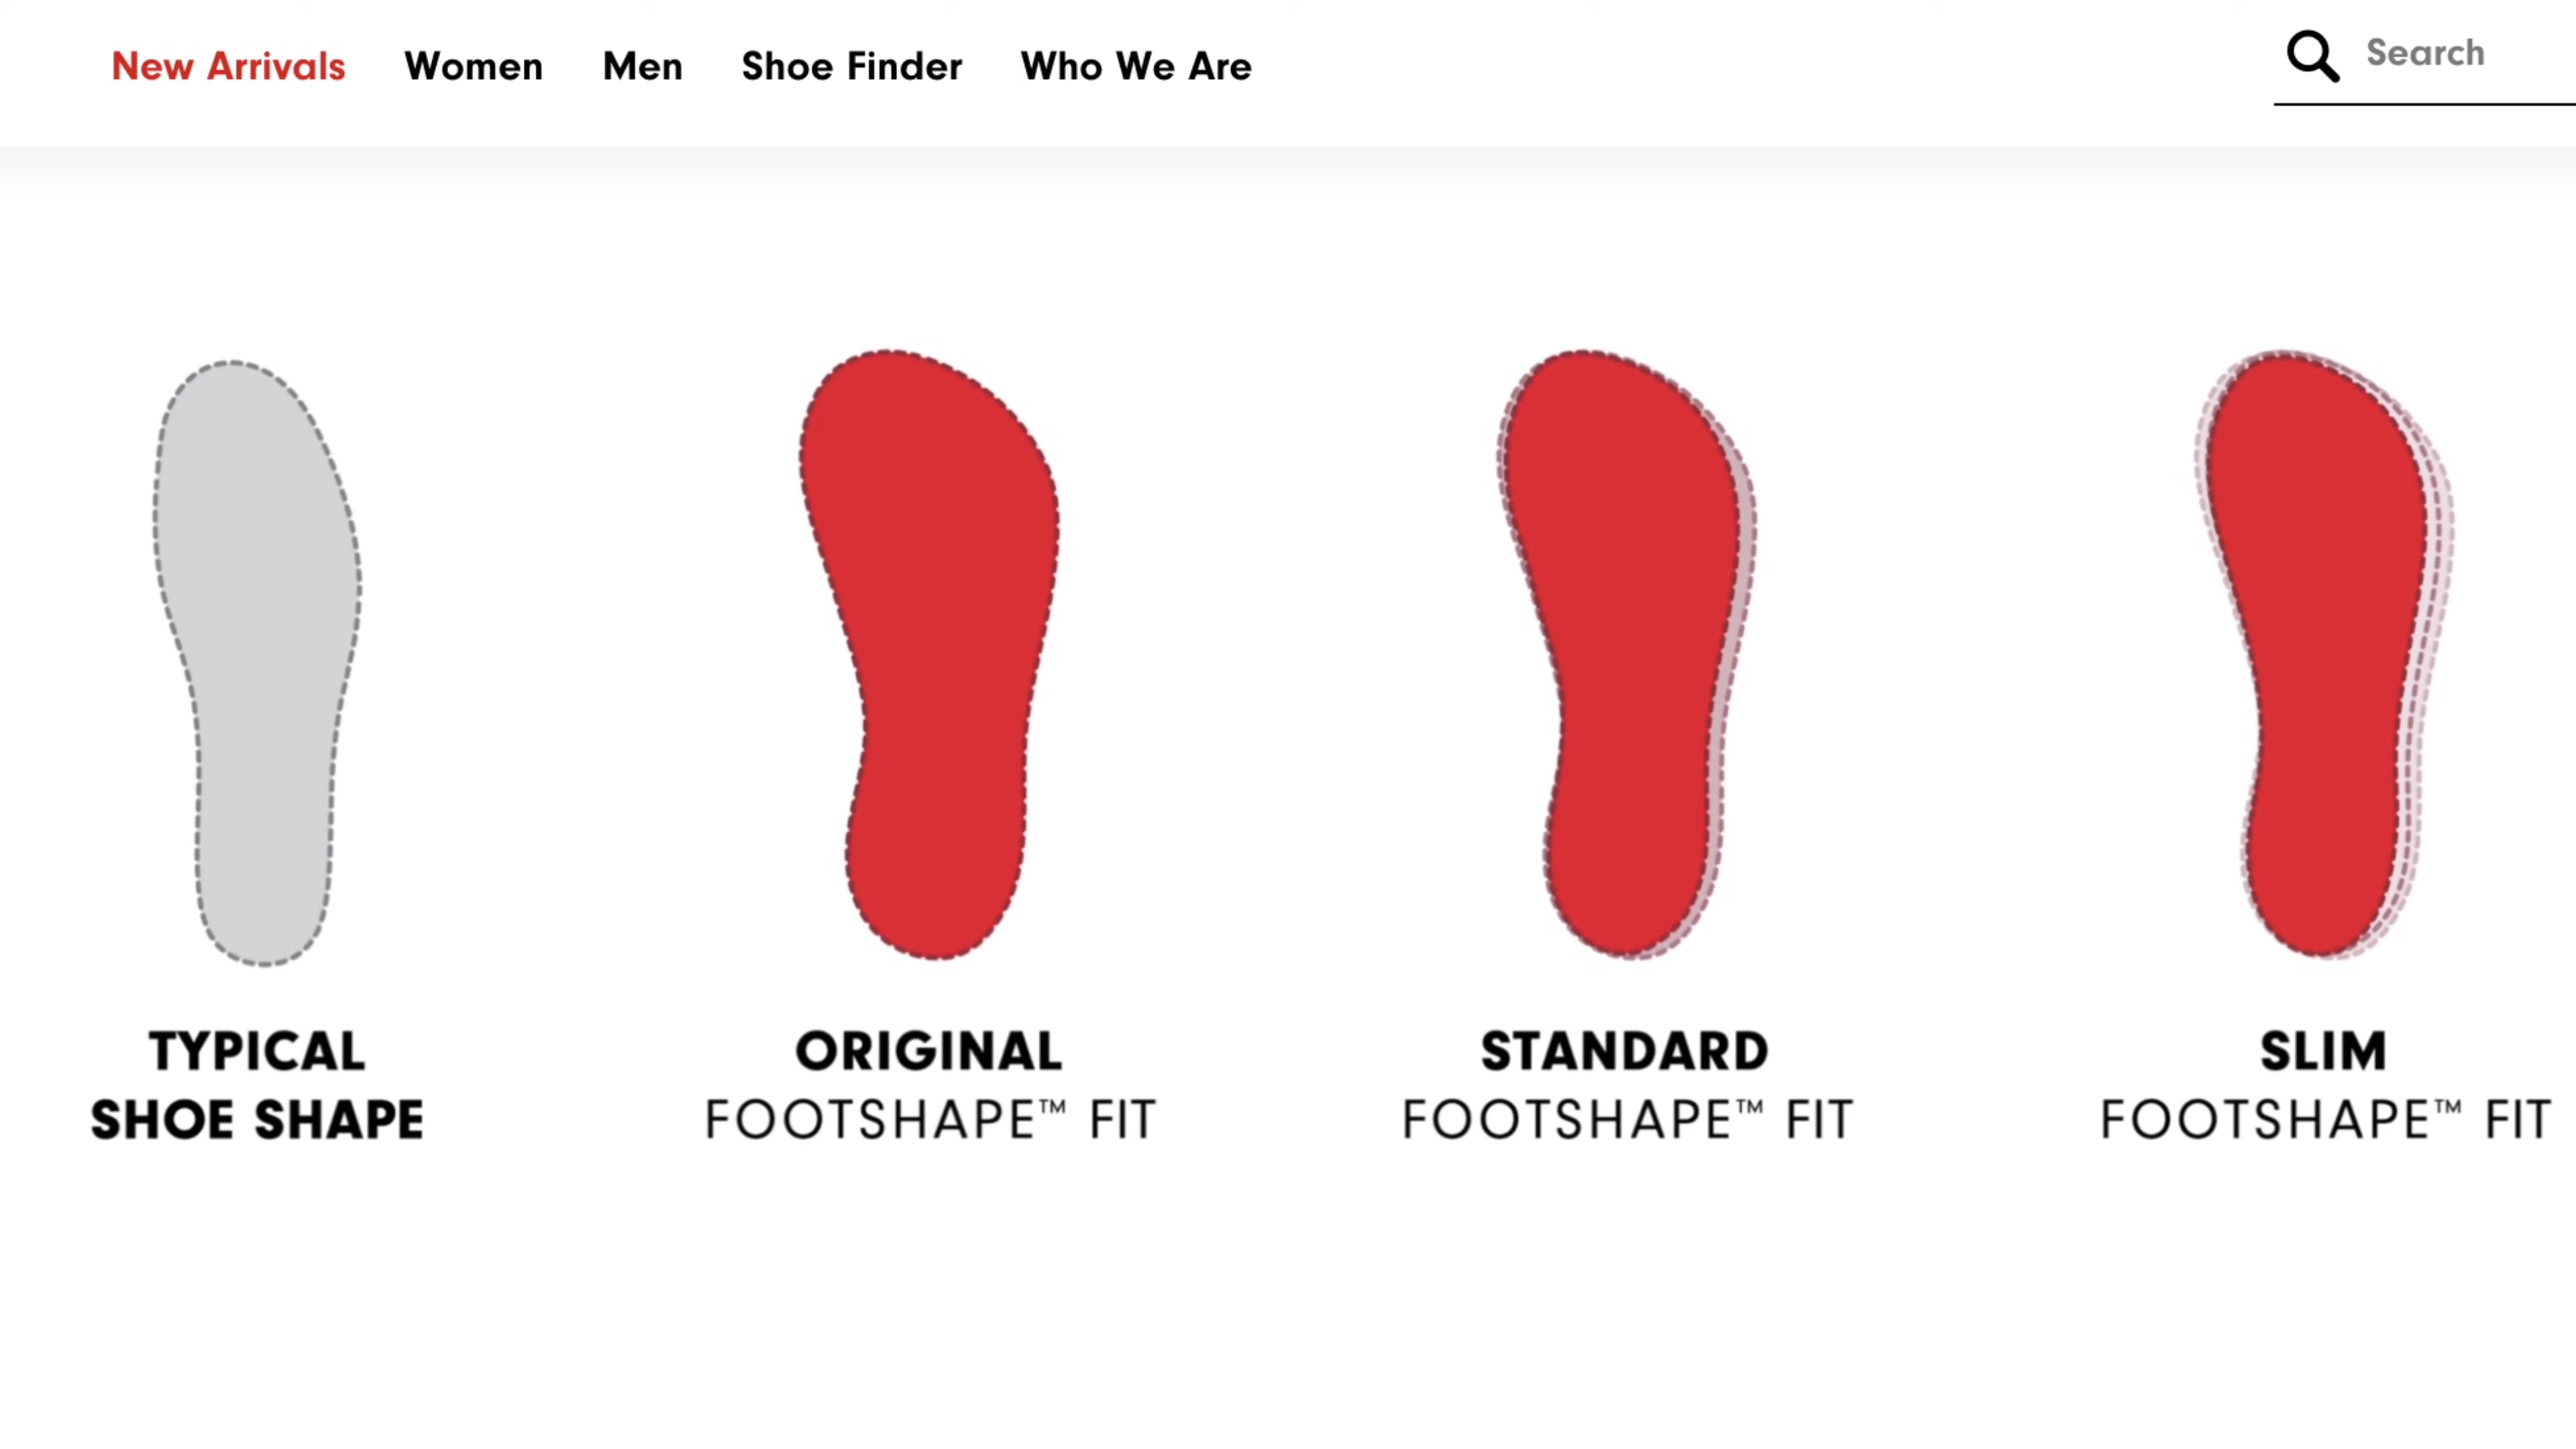 New Arrivals Women Men Shoe Finder Who We Are Search
TYPICAL
SHOE SHAPE
ORIGINAL
FOOTSHAPE™ FIT
STANDARD
FOOTSHAPE™ FIT
SLIM
FOOTSHAPE™ FIT